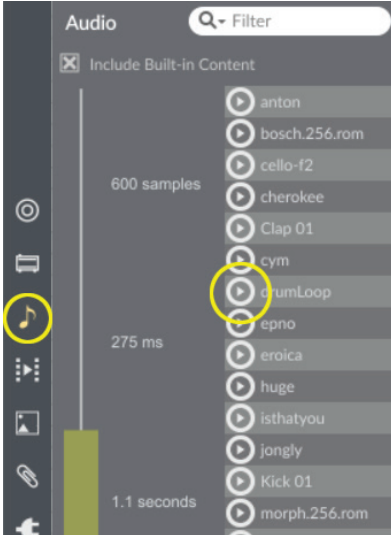 Audio
Filter
Include Built-in Content
anton
bosch.256.rom
cello-f2
600 samples
cherokee
Clap 01
cym
drumLoop
epno
275 ms
eroica
huge
isthatyou
jongly
Kick 01
1.1 seconds
morph.256.rom